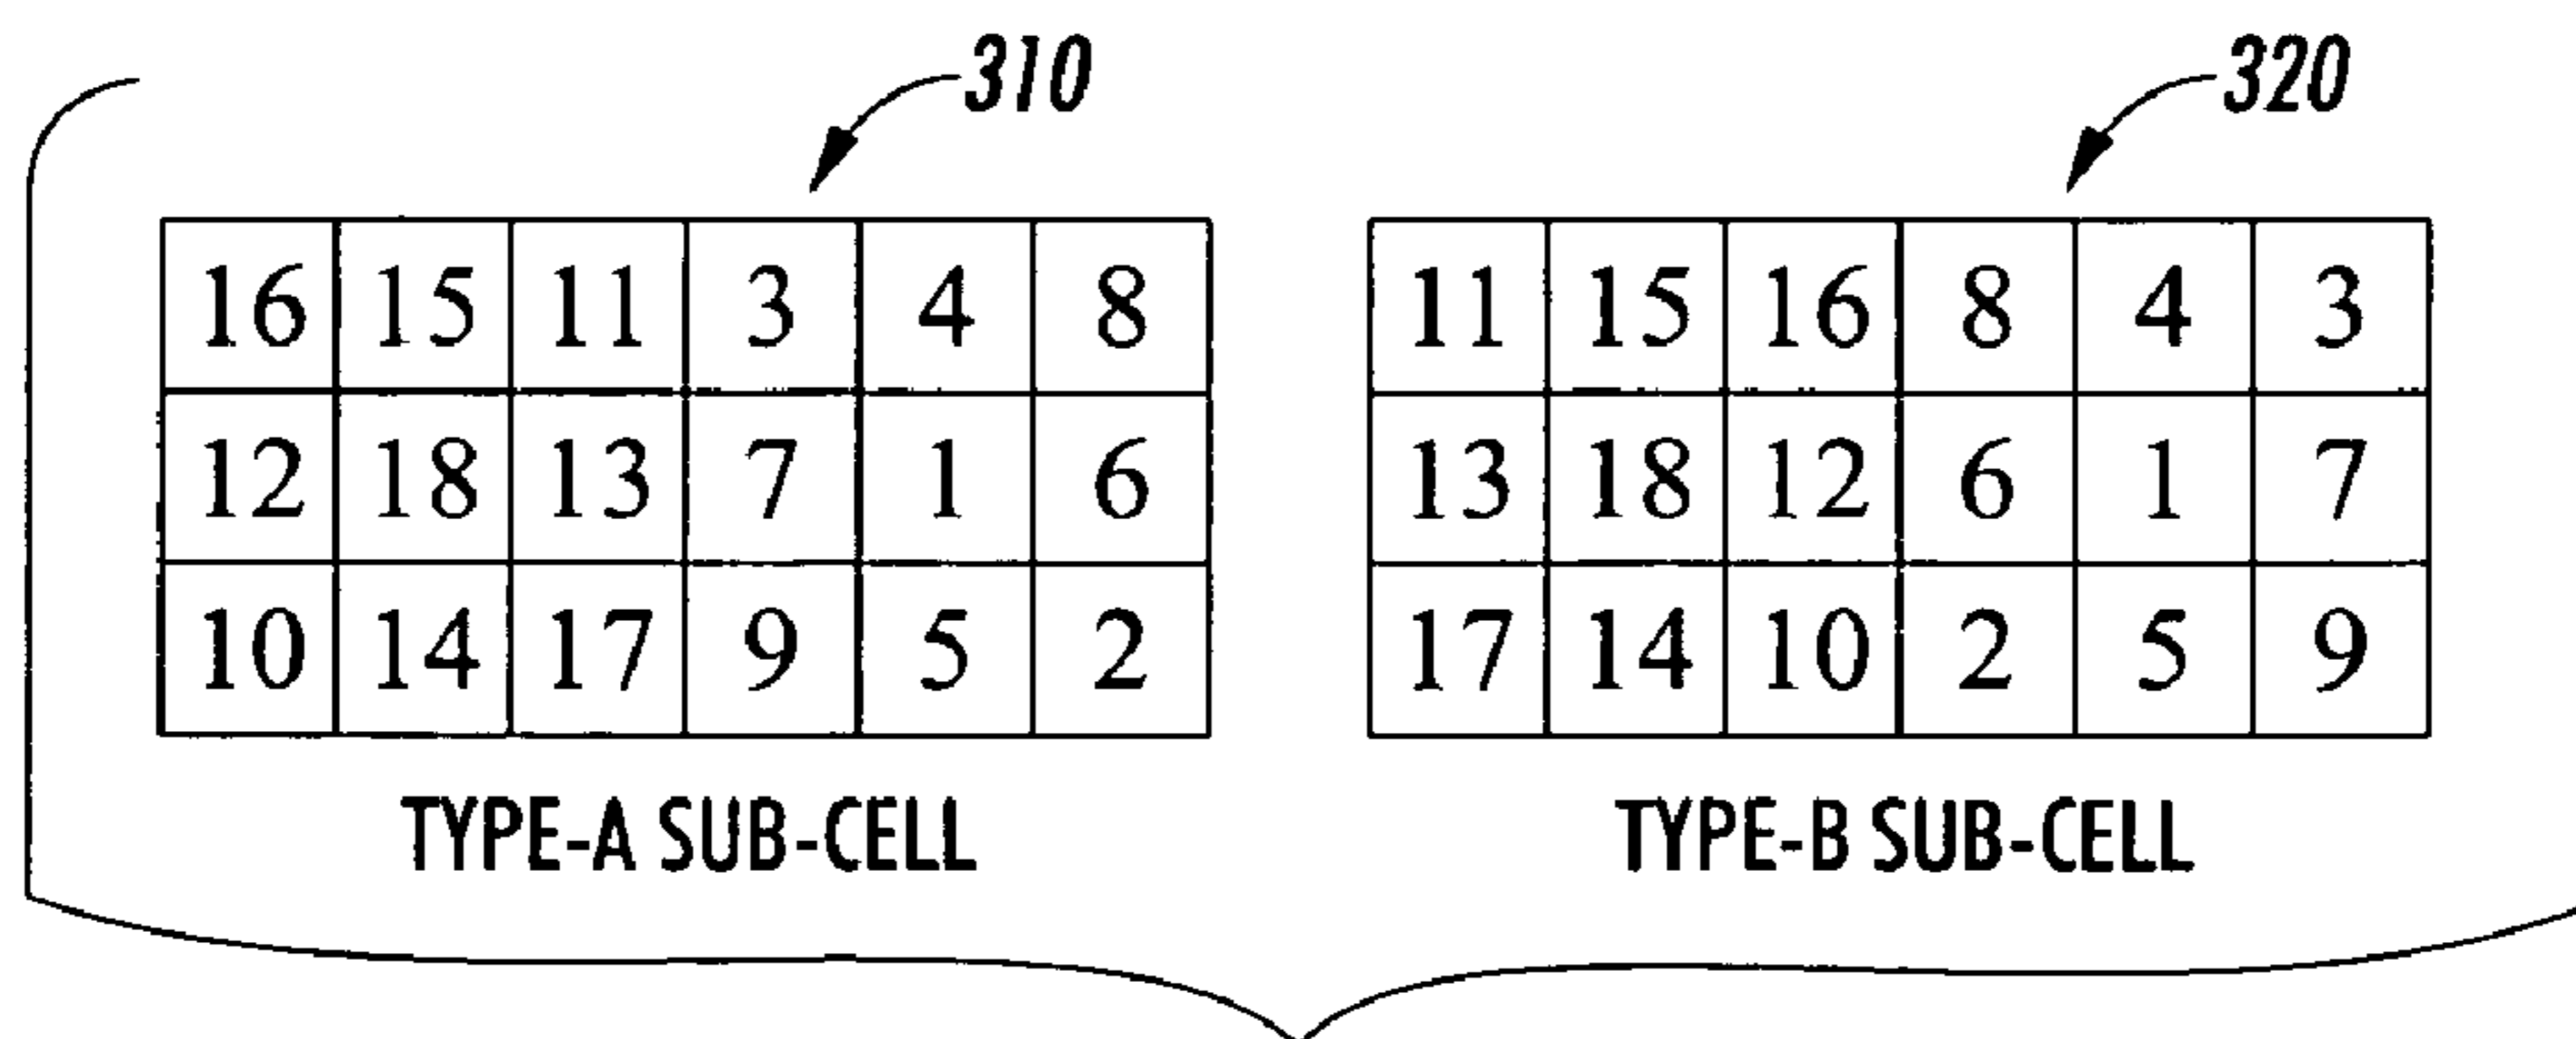 310 320
16 15 11 3 4 8 11 15 16 8 4 3
12 18 13 7 1 6 13 18 12 6 1 7
10 14 17 9 5 2 17 14 10 2 5 9
TYPE-A SUB-CELL TYPE-B SUB-CELL